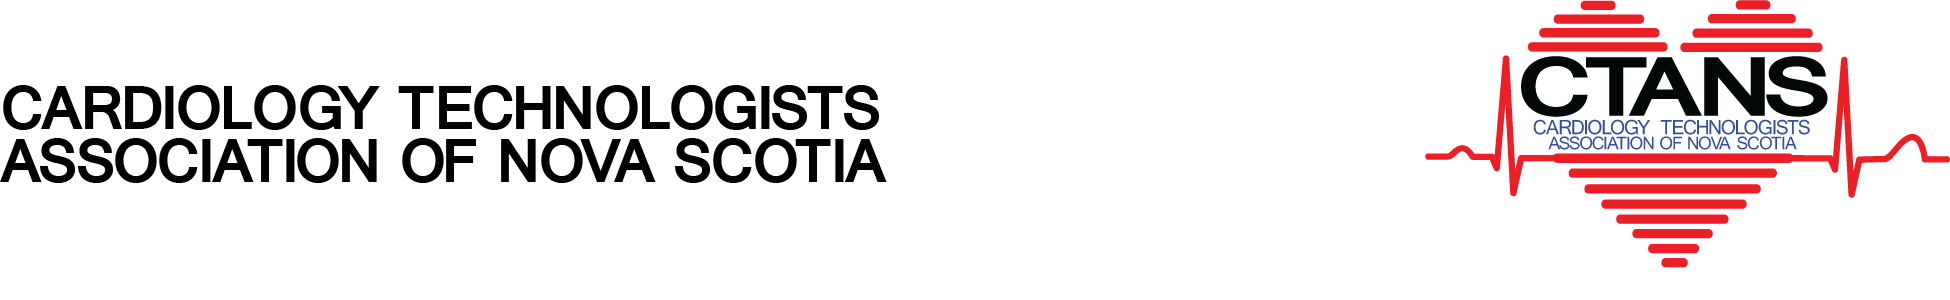 CARDIOLOGY TECHNOLOGISTS
ASSOCIATION OF NOVA SCOTIA
CTANS
CARDIOLOGY TECHNOLOGISTS
ASSOCIATION OF NOVA SCOTIA